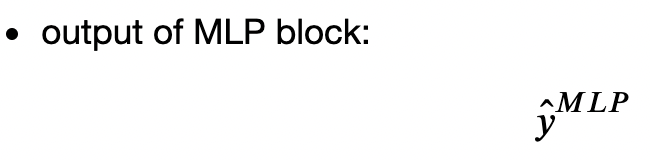 • output of MLP block:
ŷ^{MLP}